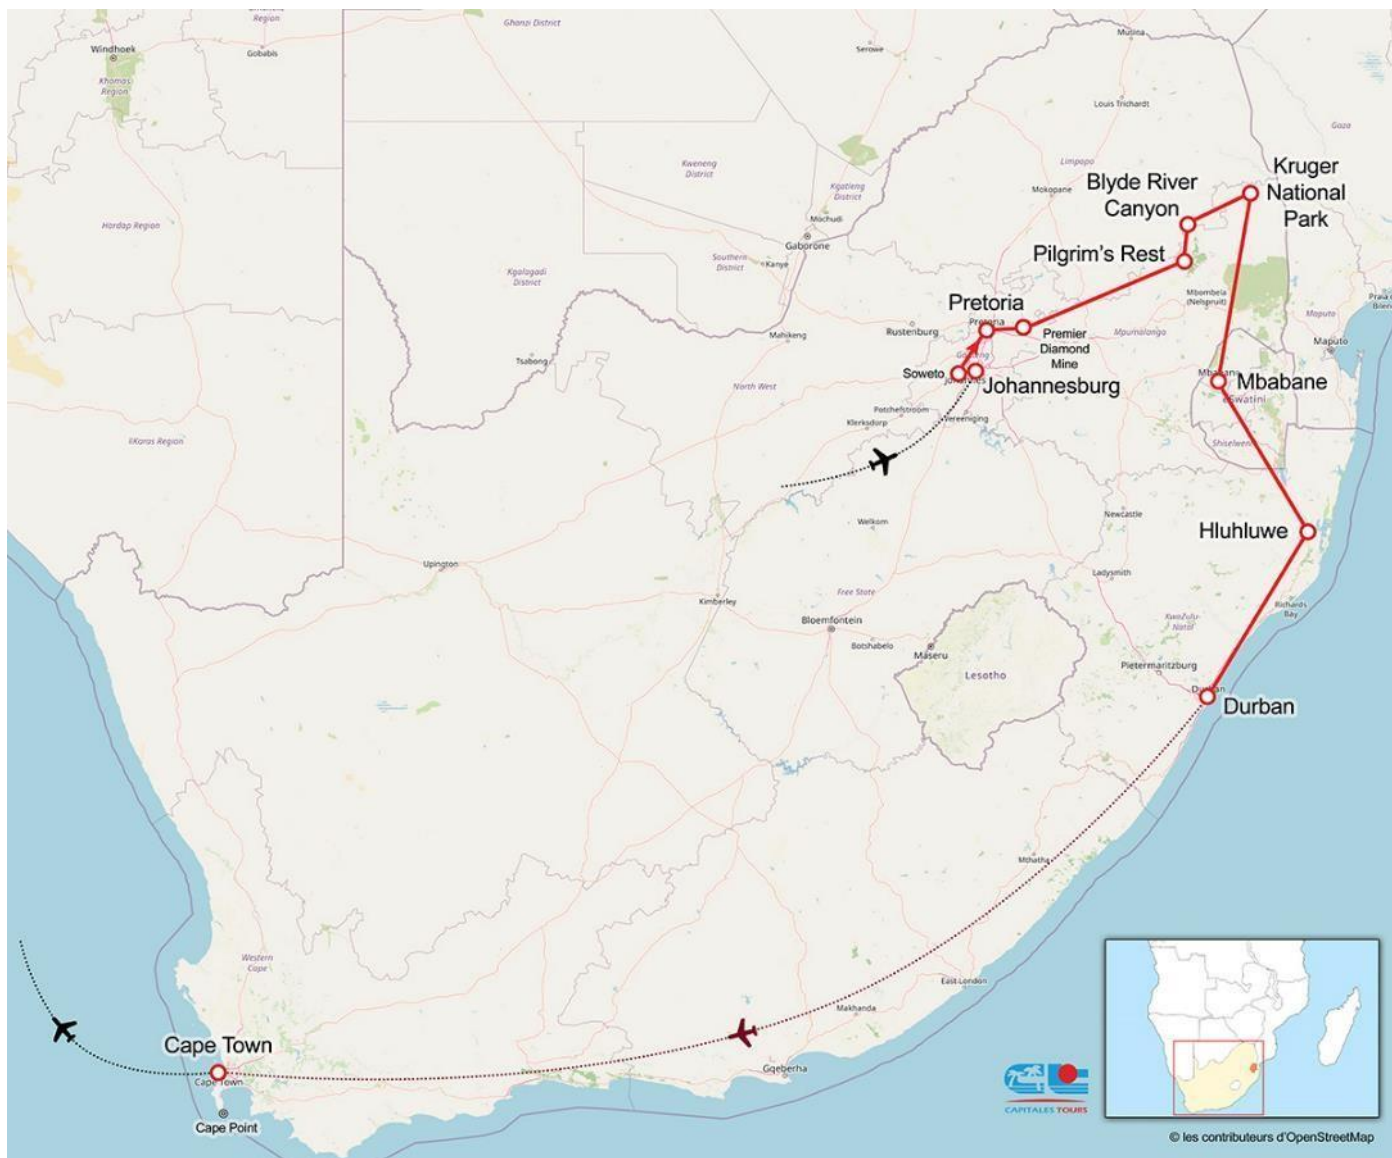 Region
Ghanzi District
Windhoek
Gobabis
Serowe
Musina
Khomas
Region
Louis Trichardt
Gaza
Kweneng
District
Kgatleng
District
Limpopo
Mokopane
Blyde River
Canyon
Kruger
National
Park
Mochudi
Hardap Region
Gaborone
Southern
District
Kanye
Pilgrim's Rest
Kgalagadi
District
Mbombela
(Nelspruit)
Pretoria
Pretoria
Rustenburg
Mahikeng
Premier
Diamond
Mine
Mpumalanga
Maputo
Maputo
Tsabong
Soweto
Johannesburg
North West
Mbabane
eSwatini
Potchefstroom
Klerksdorp
Vereeniging
Shiselweni
ǁKaras Region
Newcastle
Welkom
Hluhluwe
Upington
Ladysmith
Kimberley
Free State
Richards
Bay
Bloemfontein
KwaZulu-
Natal
Botshabelo
Maseru
Lesotho
Pietermaritzburg
Durban
Mthatha
Western
Cape
East London
Makhanda
Cape Town
Cape Town
Gqeberha
Cape Point
CAPITALES TOURS
© les contributeurs d'OpenStreetMap